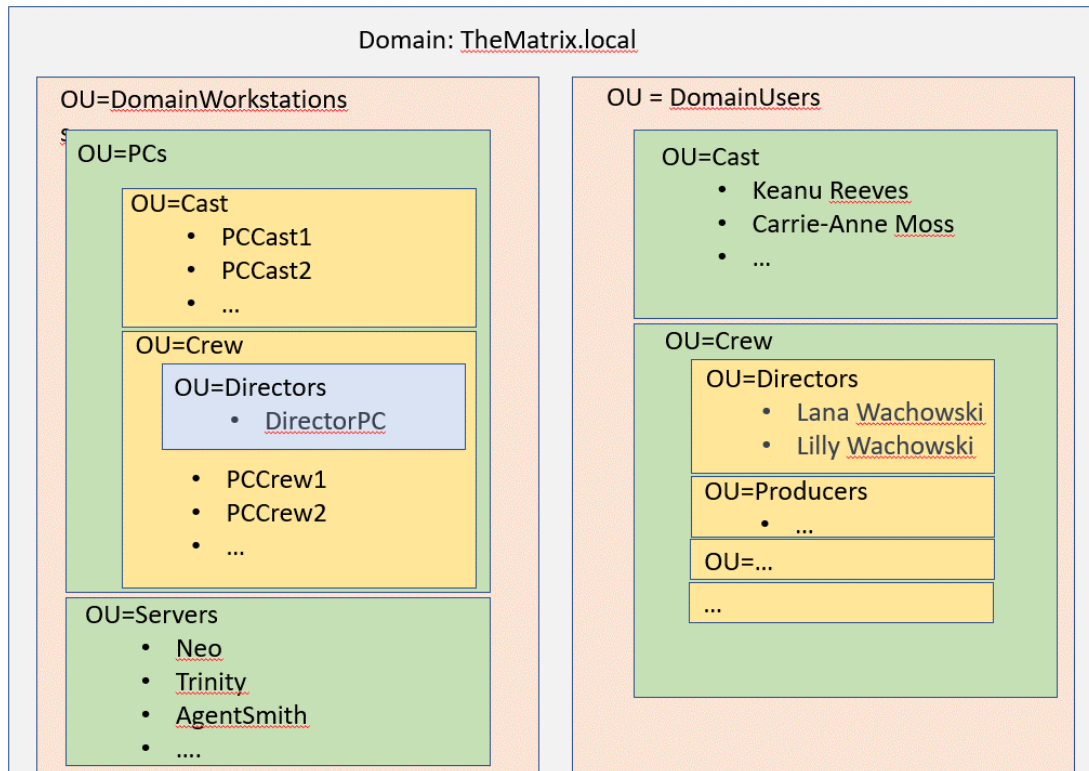 Domain: TheMatrix.local
OU=DomainWorkstations
s
OU=PCs
OU=Cast
• PCCast1
• PCCast2
• ...
OU=Crew
OU=Directors
• DirectorPC
• PCCrew1
• PCCrew2
• ...
OU=Servers
• Neo
• Trinity
• AgentSmith
• ....
OU = DomainUsers
OU=Cast
• Keanu Reeves
• Carrie-Anne Moss
• ...
OU=Crew
OU=Directors
• Lana Wachowski
• Lilly Wachowski
OU=Producers
• ...
OU=...
...